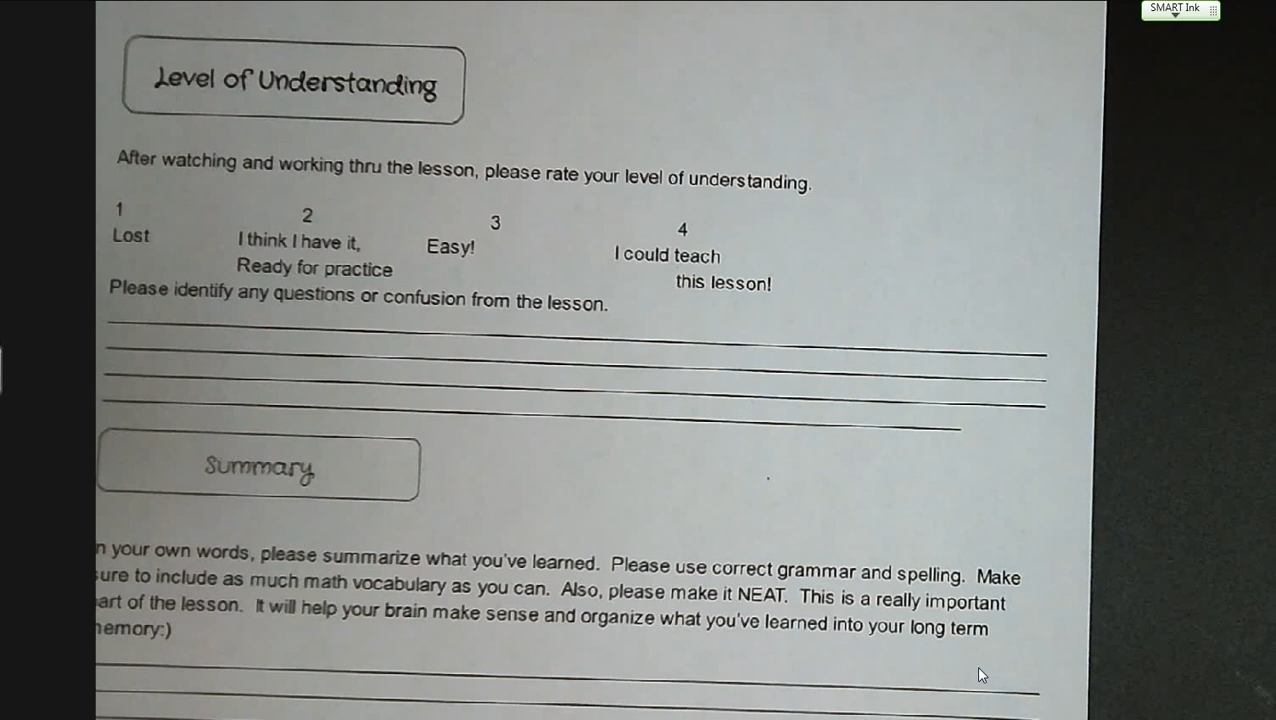 SMART Ink
Level of Understanding
After watching and working thru the lesson, please rate your level of understanding.
1 2 3 4
Lost I think I have it, Easy! I could teach
Ready for practice this lesson!
Please identify any questions or confusion from the lesson.
Summary
n your own words, please summarize what you've learned. Please use correct grammar and spelling. Make
sure to include as much math vocabulary as you can. Also, please make it NEAT. This is a really important
part of the lesson. It will help your brain make sense and organize what you've learned into your long term
memory:)